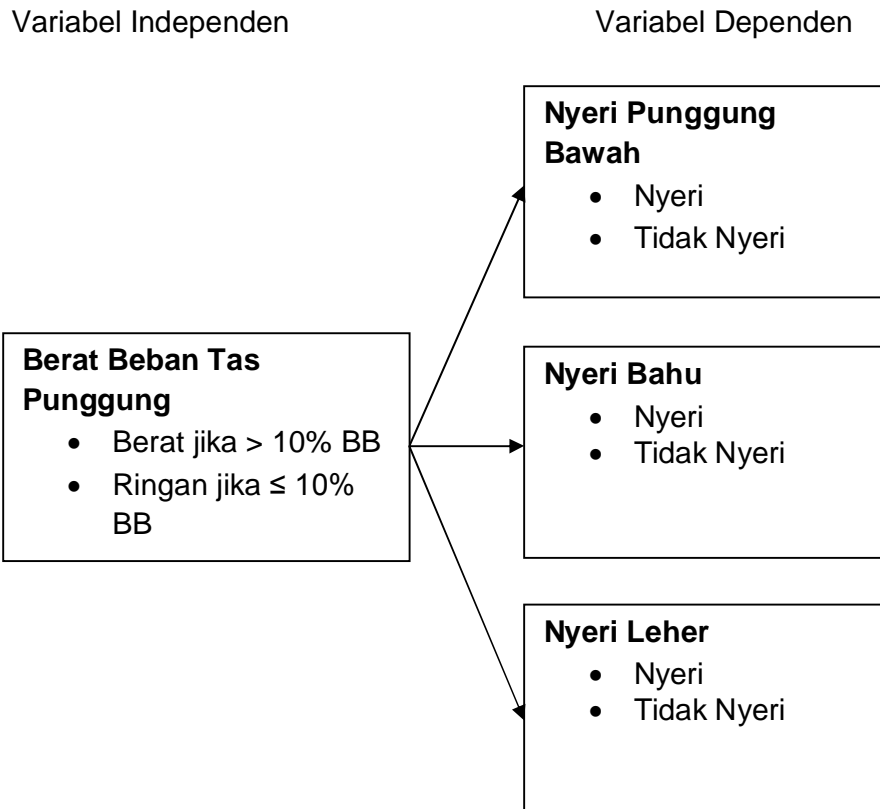 Variabel Independen
Variabel Dependen
Nyeri Punggung
Bawah
• Nyeri
• Tidak Nyeri
Berat Beban Tas
Punggung
• Berat jika > 10% BB
• Ringan jika ≤ 10%
BB
Nyeri Bahu
• Nyeri
• Tidak Nyeri
Nyeri Leher
• Nyeri
• Tidak Nyeri